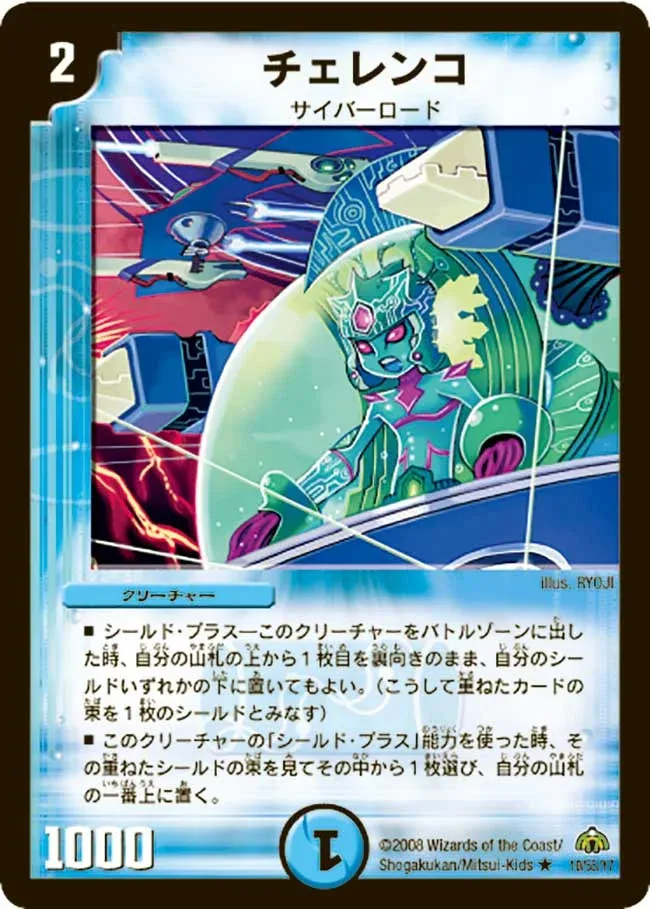 2
チェレンコ
サイバーロード
illus. RYOJI
クリーチャー
■ シールド・プラス―このクリーチャーをバトルゾーンに出し
た時、自分の山札の上から1枚目を裏向きのまま、自分のシー
ルドいずれかの下に置いてもよい。(こうして重ねたカードの
束を1枚のシールドとみなす)
■ このクリーチャーの「シールド・プラス」能力を使った時、そ
の重ねたシールドの束を見てその中から1枚選び、自分の山札
の一番上に置く。
1000
1
©2008 Wizards of the Coast/
Shogakukan/Mitsui-Kids ★